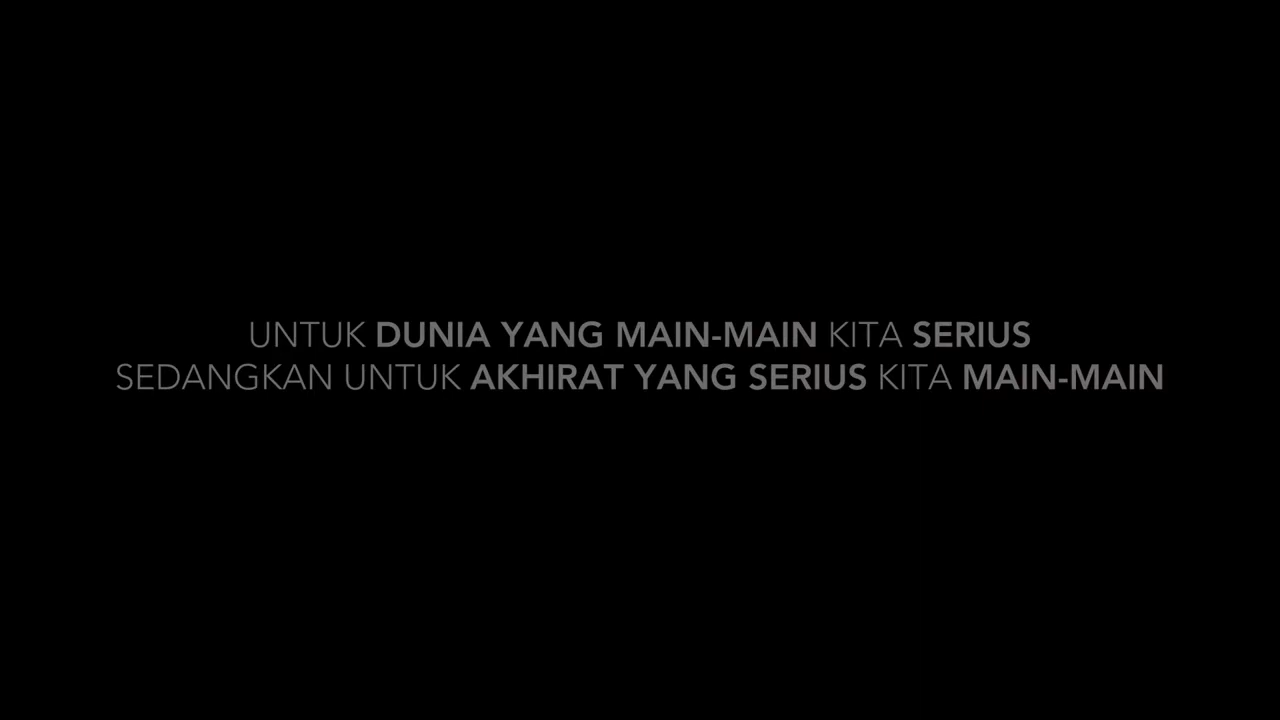 UNTUK DUNIA YANG MAIN-MAIN KITA SERIUS
SEDANGKAN UNTUK AKHIRAT YANG SERIUS KITA MAIN-MAIN